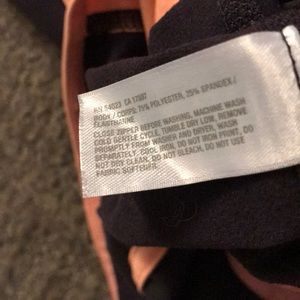 RN 54023 CA 17897
BODY / CORPS: 75% POLYESTER, 25% SPANDEX /
ELASTHANNE
CLOSE ZIPPER BEFORE WASHING, MACHINE WASH
COLD GENTLE CYCLE, TUMBLE DRY LOW, REMOVE
PROMPTLY FROM WASHER AND DRYER, WASH
SEPARATELY, COOL IRON, DO NOT IRON PRINT, DO
NOT DRY CLEAN, DO NOT BLEACH, DO NOT USE
FABRIC SOFTENER.